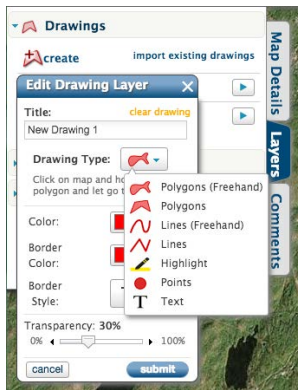 Drawings
create
import existing drawings
Edit Drawing Layer
Title:
clear drawing
New Drawing 1
Drawing Type:
Click on map and ho
polygon and let go t
Polygons (Freehand)
Polygons
Lines (Freehand)
Lines
Highlight
Points
Text
Color:
Border
Color:
Border
Style:
Transparency: 30%
0%
100%
cancel
submit
Map Details
Layers
Comments